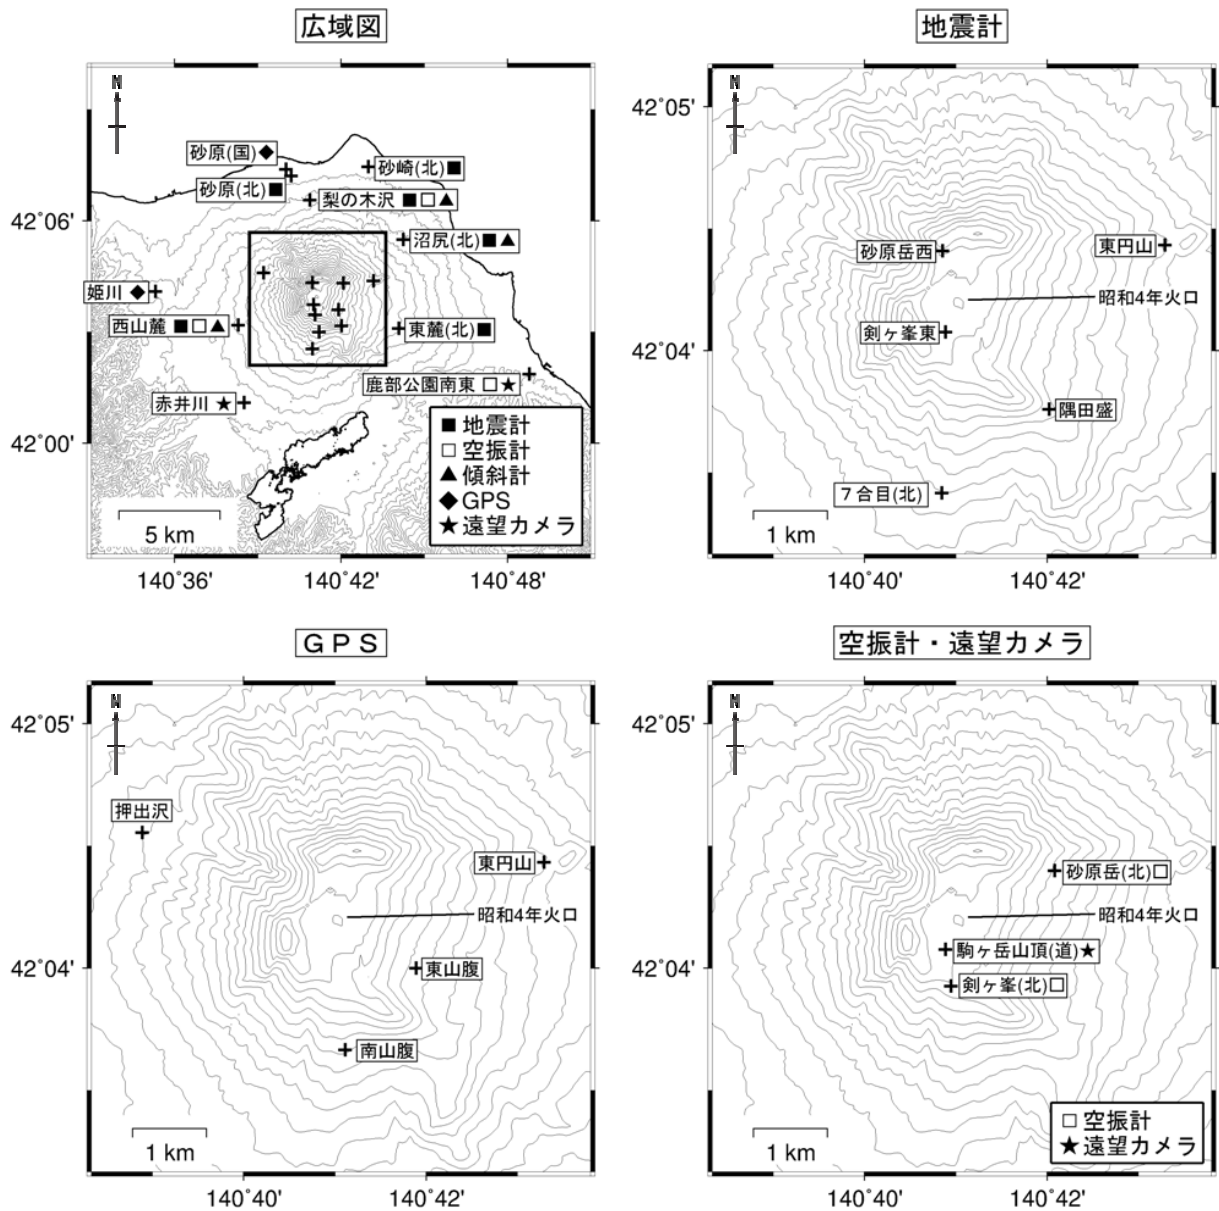 広域図
N
42˚06'
42˚00'
砂原(国)◆
砂原(北)■
砂崎(北)■
梨の木沢 ■□▲
沼尻(北)■▲
姫川 ◆
西山麓 ■□▲
東麓(北)■
鹿部公園南東 □★
赤井川 ★
■地震計
□空振計
▲傾斜計
◆GPS
★遠望カメラ
5 km
140˚36'
140˚42'
140˚48'
地震計
N
42˚05'
42˚04'
砂原岳西
東円山
昭和4年火口
剣ヶ峯東
隅田盛
7合目(北)
1 km
140˚40'
140˚42'
GPS
N
42˚05'
42˚04'
押出沢
東円山
昭和4年火口
東山腹
南山腹
1 km
140˚40'
140˚42'
空振計・遠望カメラ
N
42˚05'
42˚04'
砂原岳(北)□
昭和4年火口
駒ヶ岳山頂(道)★
剣ヶ峯(北)□
□空振計
★遠望カメラ
1 km
140˚40'
140˚42'